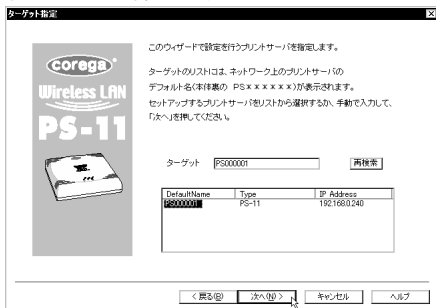 ターゲット指定
corega
Wireless LAN
PS-11
このウィザードで設定を行うプリントサーバを指定します。
ターゲットのリストには、ネットワーク上のプリントサーバの
デフォルト名(本体裏の PS××××××)が表示されます。
セットアップするプリントサーバをリストから選択するか、手動で入力して、
「次へ」を押してください。
ターゲット PS000001 再検索
DefaultName Type IP Address
PS000001 PS-11 192.168.0.240
< 戻る(B) 次へ(N) > キャンセル ヘルプ